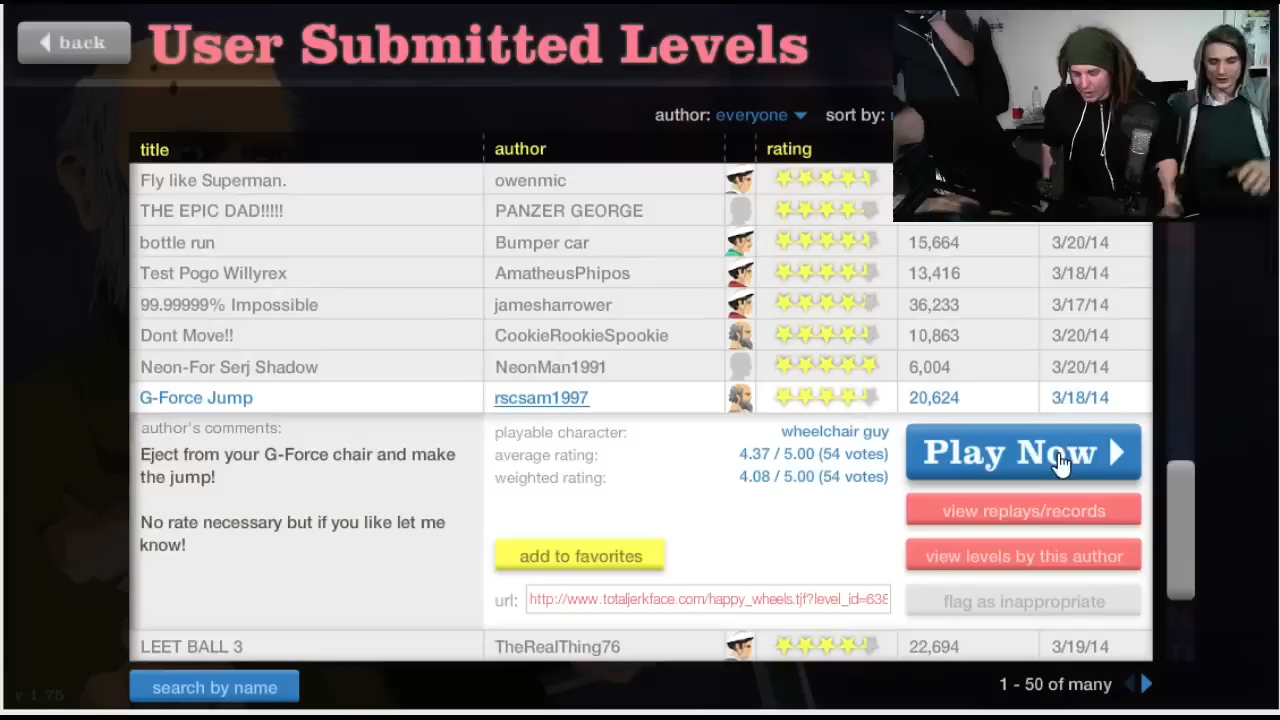 back
User Submitted Levels
author: everyone sort by:
title author rating
Fly like Superman. owenmic
THE EPIC DAD!!!!! PANZER GEORGE
bottle run Bumper car 15,664 3/20/14
Test Pogo Willyrex AmatheusPhipos 13,416 3/18/14
99.99999% Impossible jamesharrower 36,233 3/17/14
Dont Move!! CookieRookieSpookie 10,863 3/20/14
Neon-For Serj Shadow NeonMan1991 6,004 3/20/14
G-Force Jump rscsam1997 20,624 3/18/14
author's comments:
Eject from your G-Force chair and make
the jump!
No rate necessary but if you like let me
know!
playable character: wheelchair guy
average rating: 4.37 / 5.00 (54 votes)
weighted rating: 4.08 / 5.00 (54 votes)
add to favorites
url: http://www.totaljerkface.com/happy_wheels.tjf?level_id=638
Play Now
view replays/records
view levels by this author
flag as inappropriate
LEET BALL 3 TheRealThing76 22,694 3/19/14
v 1.75
search by name
1 - 50 of many